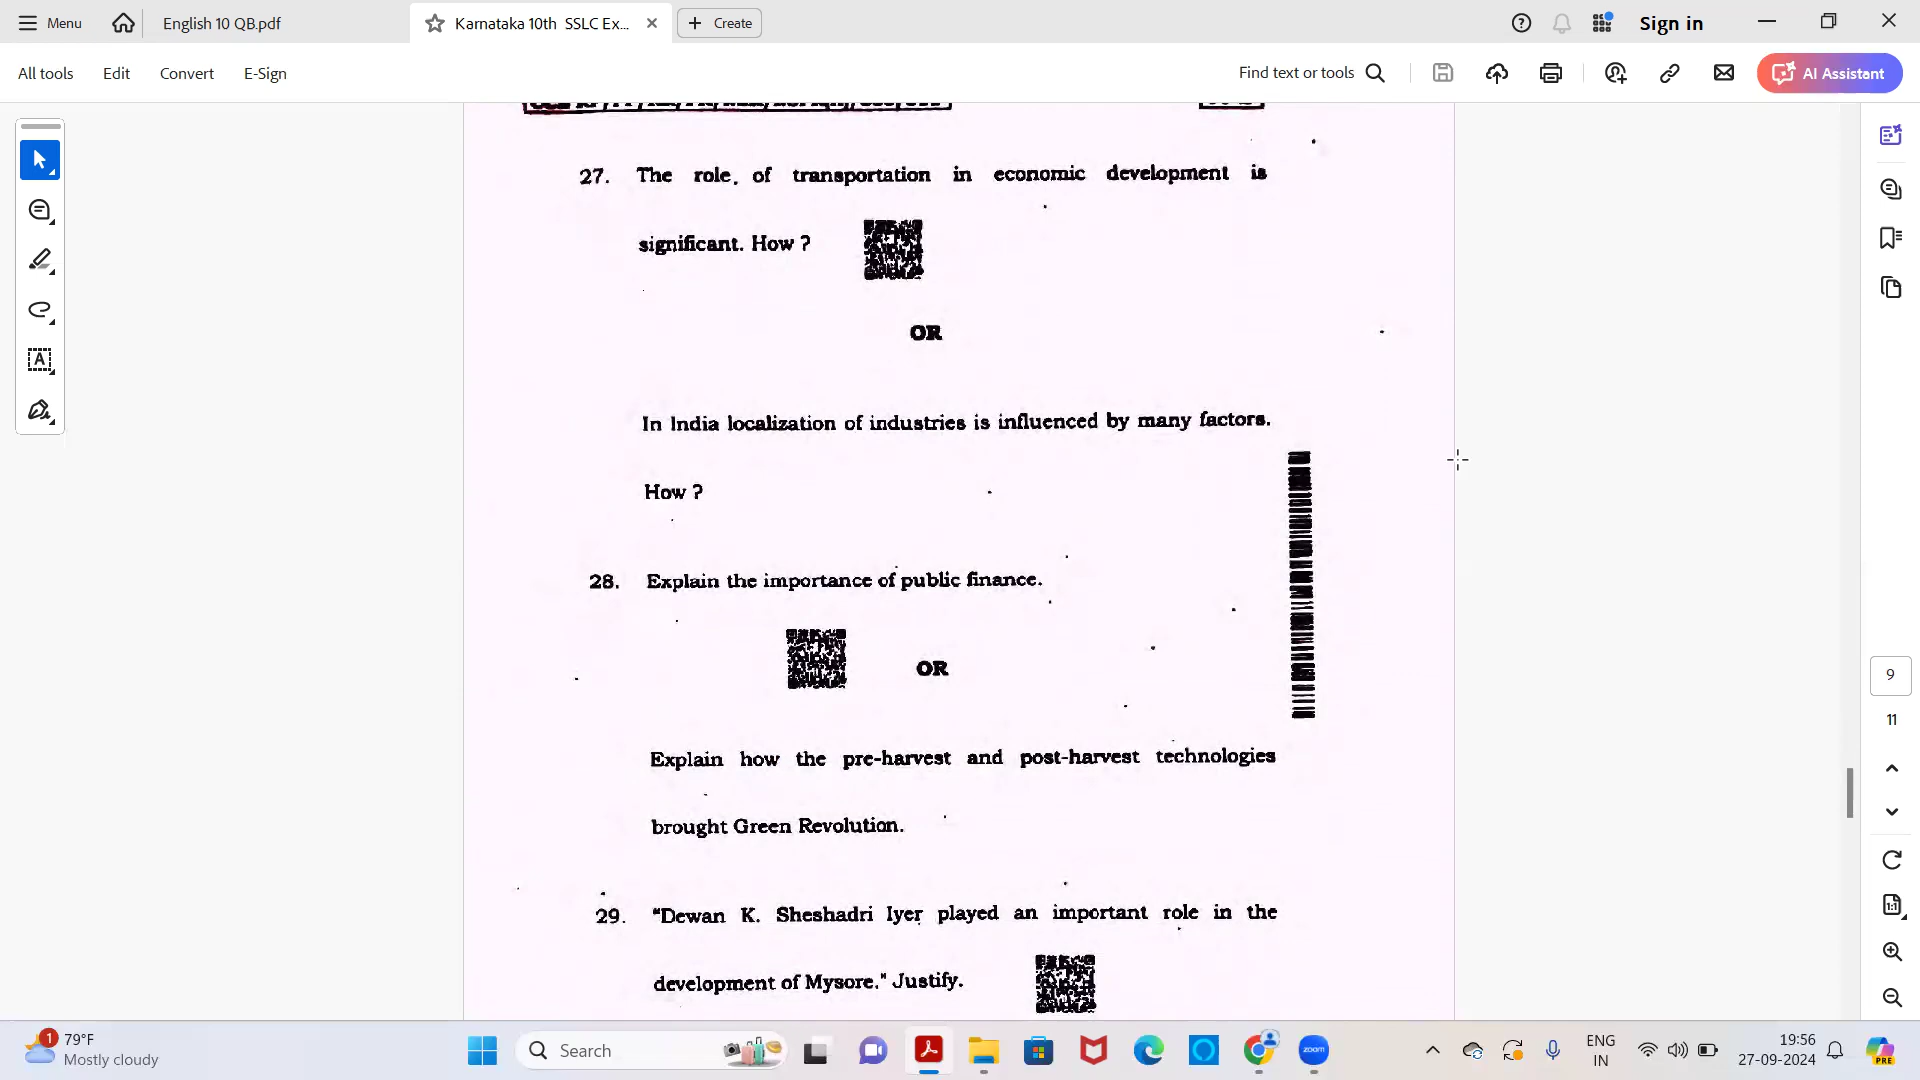 Menu
English 10 QB.pdf
Karnataka 10th SSLC Ex...
Create
Sign in
All tools
Edit
Convert
E-Sign
Find text or tools
AI Assistant
27. The role of transportation in economic development is
significant. How ?
OR
In India localization of industries is influenced by many factors.
How ?
28. Explain the importance of public finance.
OR
Explain how the pre-harvest and post-harvest technologies
brought Green Revolution.
29. "Dewan K. Sheshadri Iyer played an important role in the
development of Mysore." Justify.
9
11
1
79°F
Mostly cloudy
Search
zoom
ENG
IN
19:56
27-09-2024
PRE